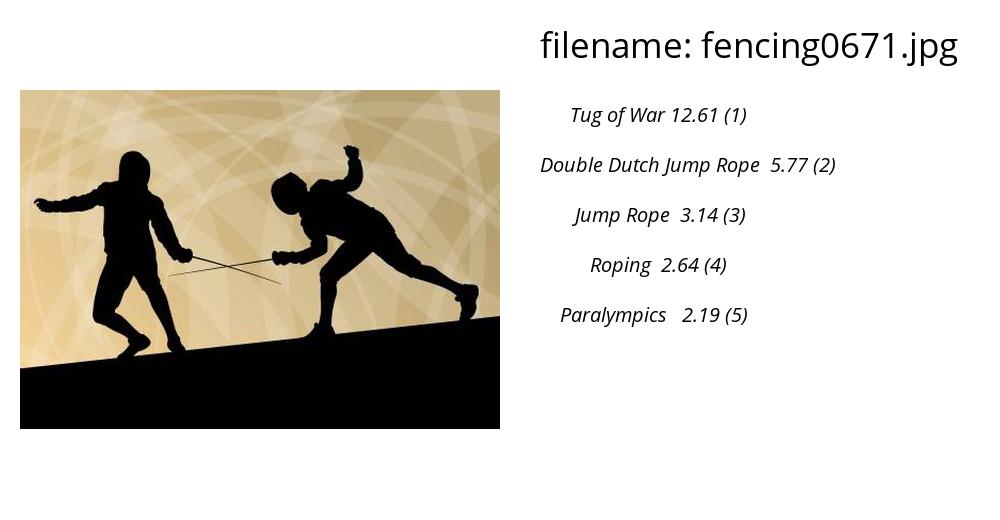 filename: fencing0671.jpg
Tug of War 12.61 (1)
Double Dutch Jump Rope 5.77 (2)
Jump Rope 3.14 (3)
Roping 2.64 (4)
Paralympics 2.19 (5)